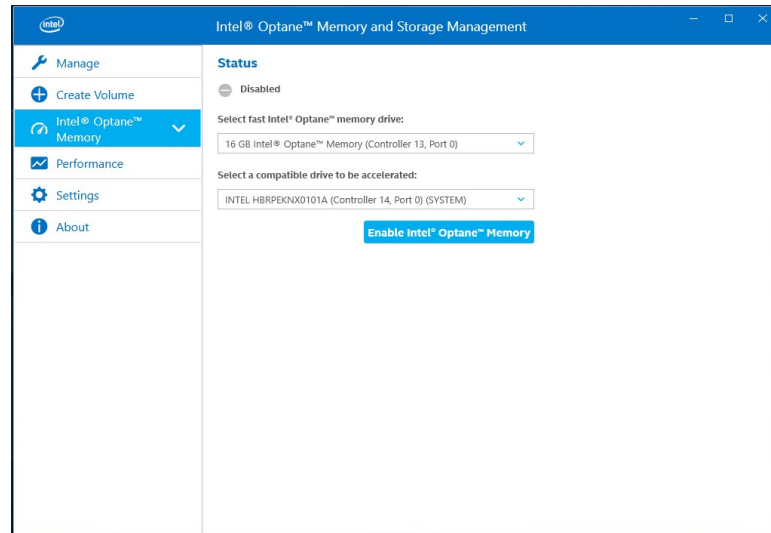 intel
Intel® Optane™ Memory and Storage Management
Manage
Create Volume
Intel® Optane™
Memory
Performance
Settings
About
Status
Disabled
Select fast Intel® Optane™ memory drive:
16 GB Intel® Optane™ Memory (Controller 13, Port 0)
Select a compatible drive to be accelerated:
INTEL HBRPEKNX0101A (Controller 14, Port 0) (SYSTEM)
Enable Intel® Optane™ Memory